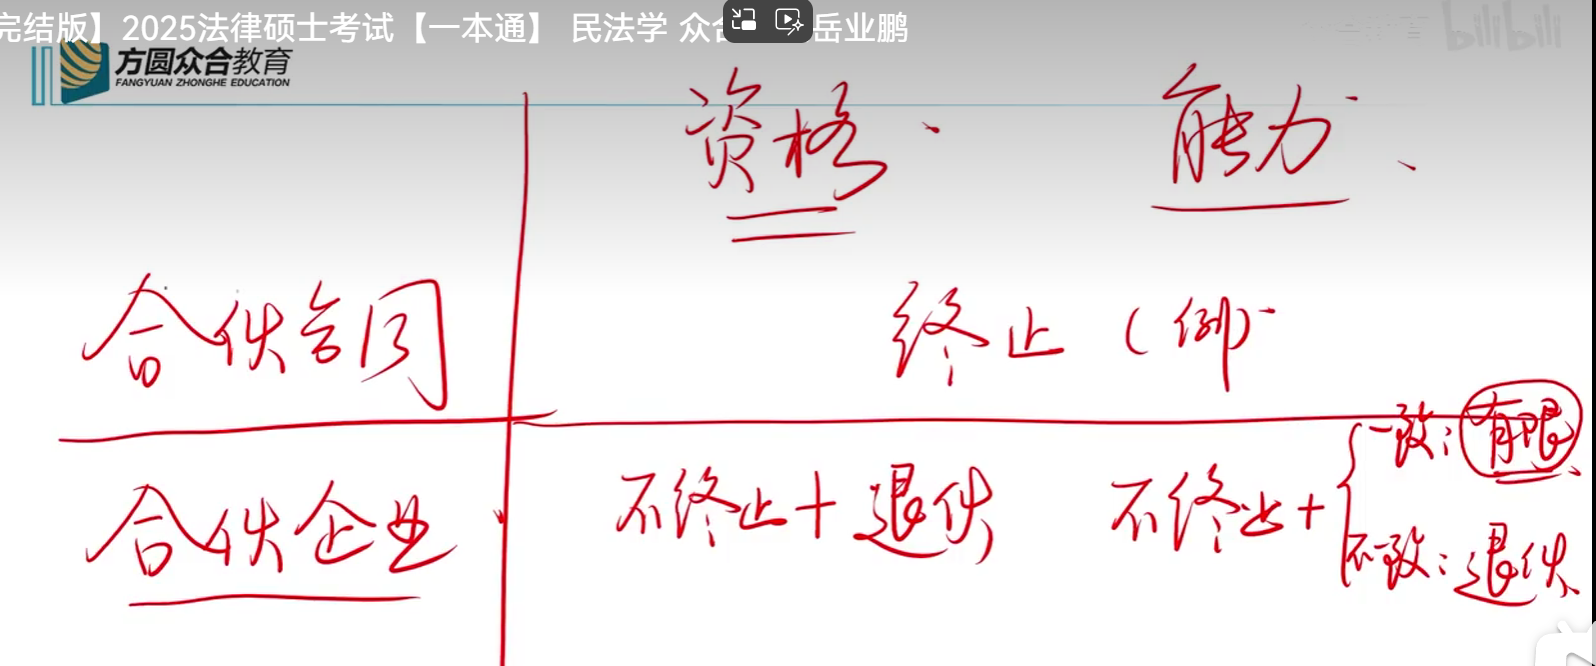 完结版】2025法律硕士考试【一本通】 民法学 众合 岳业鹏
bilibili
方圆众合教育
FANGYUAN ZHONGHE EDUCATION
资格 能力
合伙合同 终止（例）
合伙企业 不终止+退伙 不终止+
一致：有限
不一致：退伙